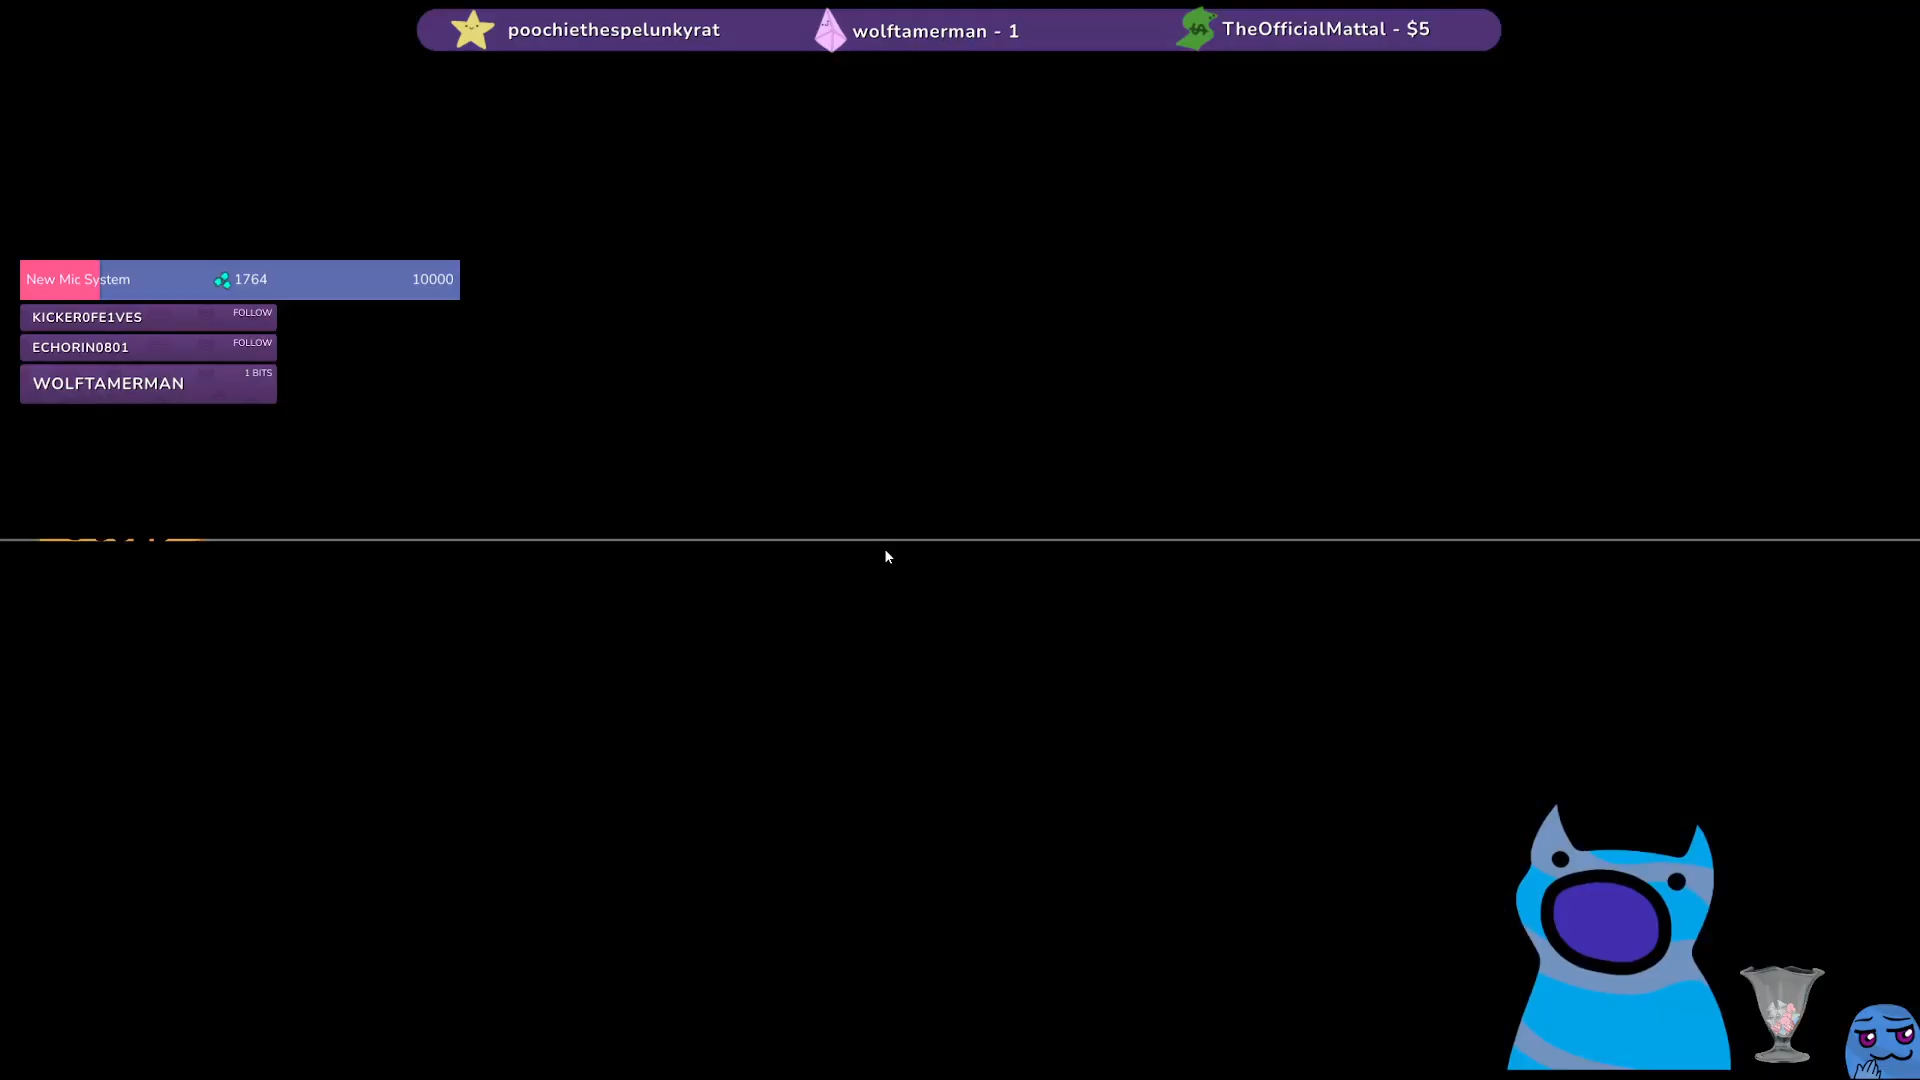 poochiethespelunkyrat
wolftamerman - 1
TheOfficialMattal - $5
New Mic System 1764 10000
KICKER0FE1VES FOLLOW
ECHORIN0801 FOLLOW
WOLFTAMERMAN 1 BITS